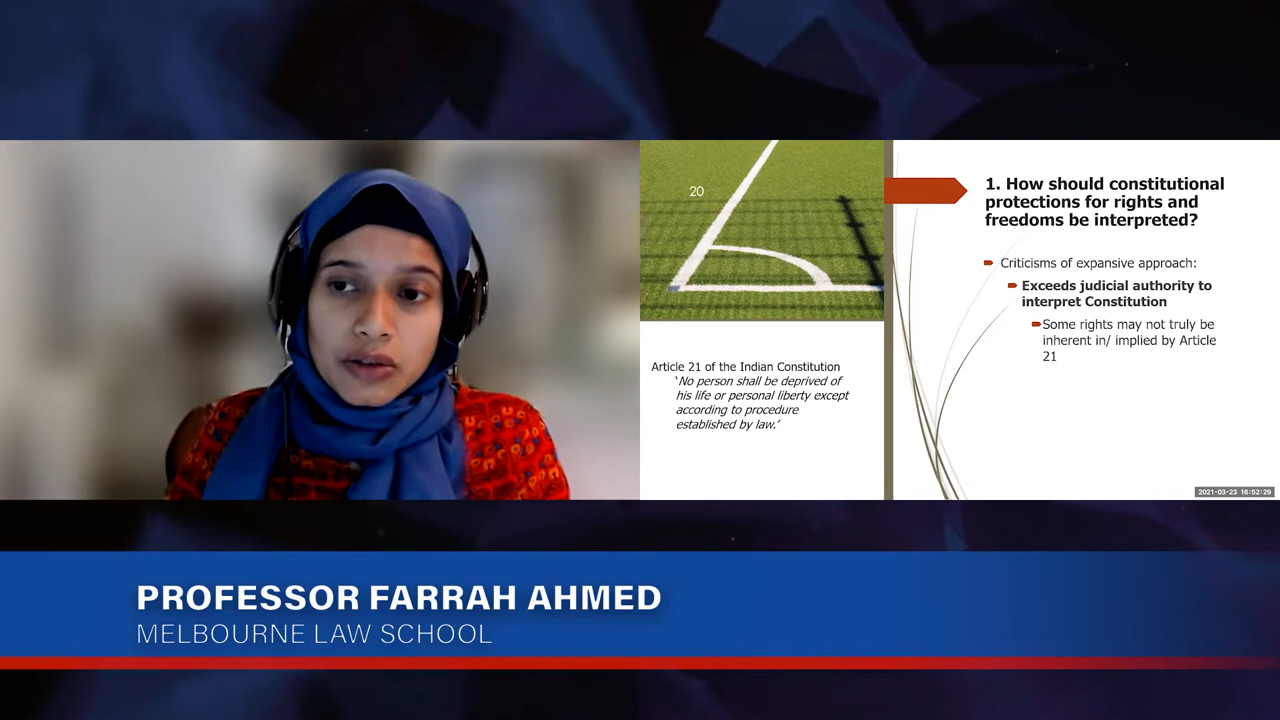 20
Article 21 of the Indian Constitution
‘No person shall be deprived of
his life or personal liberty except
according to procedure
established by law.’
1. How should constitutional
protections for rights and
freedoms be interpreted?
Criticisms of expansive approach:
Exceeds judicial authority to
interpret Constitution
Some rights may not truly be
inherent in/ implied by Article
21
2021-03-23 16:52:29
PROFESSOR FARRAH AHMED
MELBOURNE LAW SCHOOL